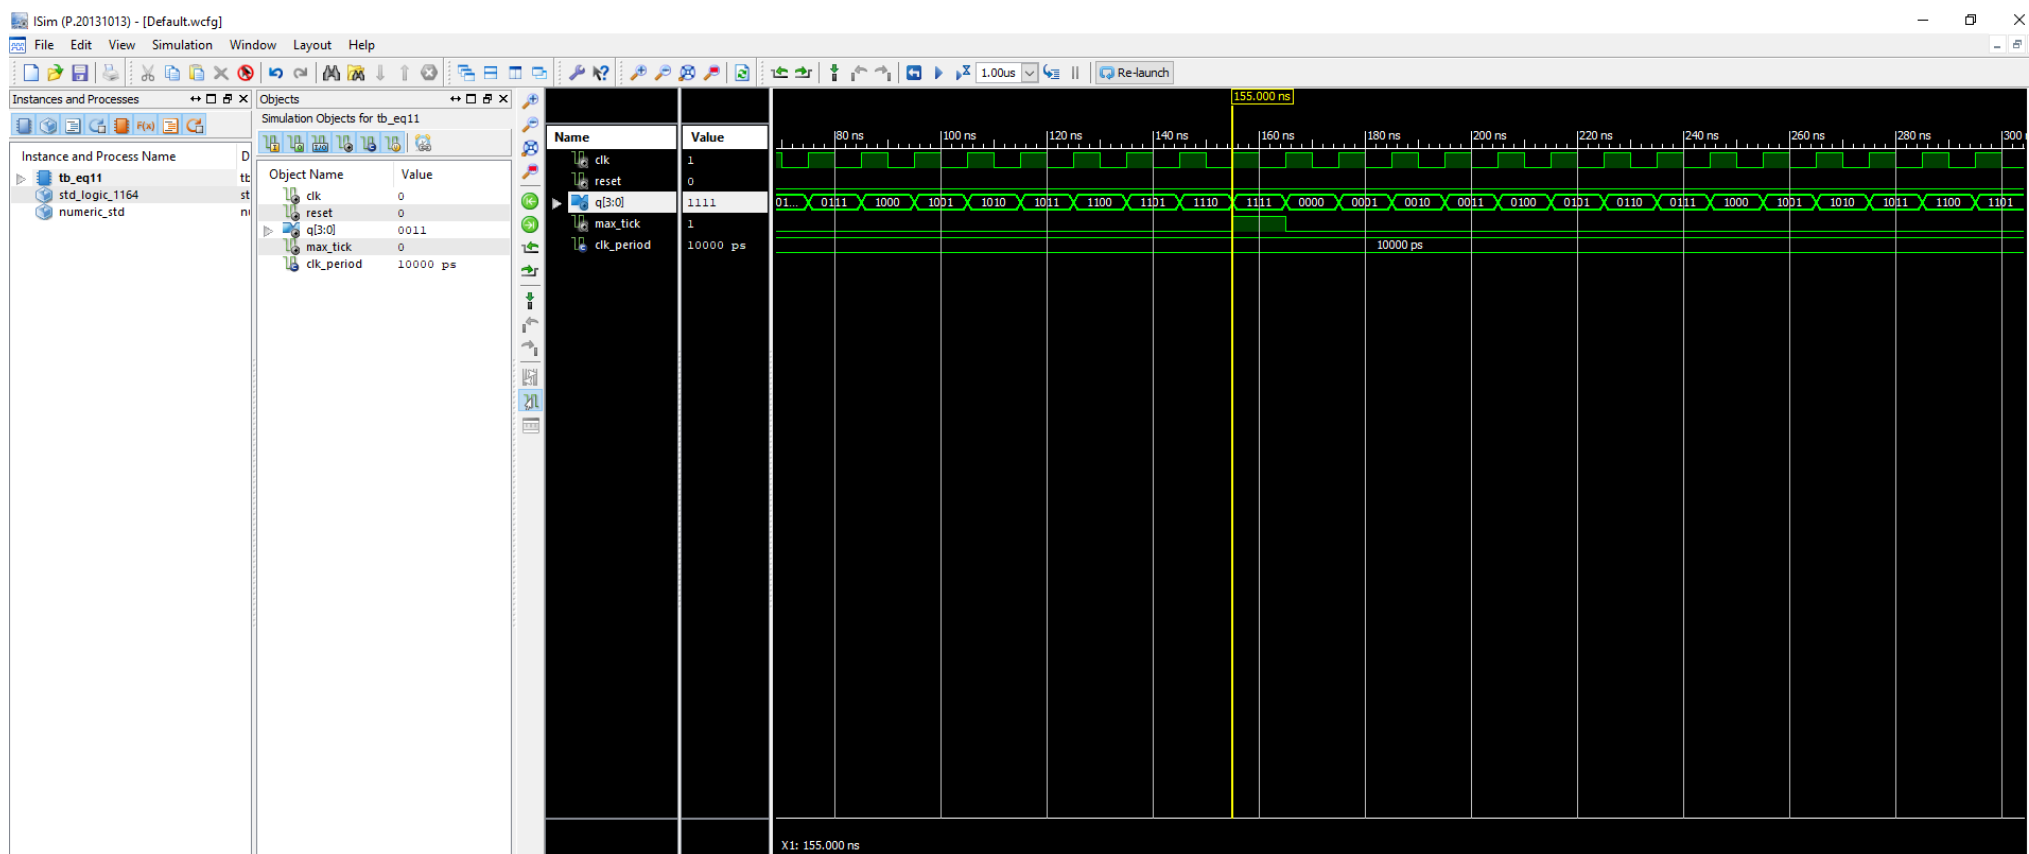 ISim (P.20131013) - [Default.wcfg]
File Edit View Simulation Window Layout Help
1.00us Re-launch
Instances and Processes
Instance and Process Name D
tb_eq11 tb
std_logic_1164 st
numeric_std nu
Objects
Simulation Objects for tb_eq11
Object Name Value
clk 0
reset 0
q[3:0] 0011
max_tick 0
clk_period 10000 ps
Name Value
clk 1
reset 0
q[3:0] 1111
max_tick 1
clk_period 10000 ps
155.000 ns
80 ns 100 ns 120 ns 140 ns 160 ns 180 ns 200 ns 220 ns 240 ns 260 ns 280 ns 300
01... 0111 1000 1001 1010 1011 1100 1101 1110 1111 0000 0001 0010 0011 0100 0101 0110 0111 1000 1001 1010 1011 1100 1101
10000 ps
X1: 155.000 ns